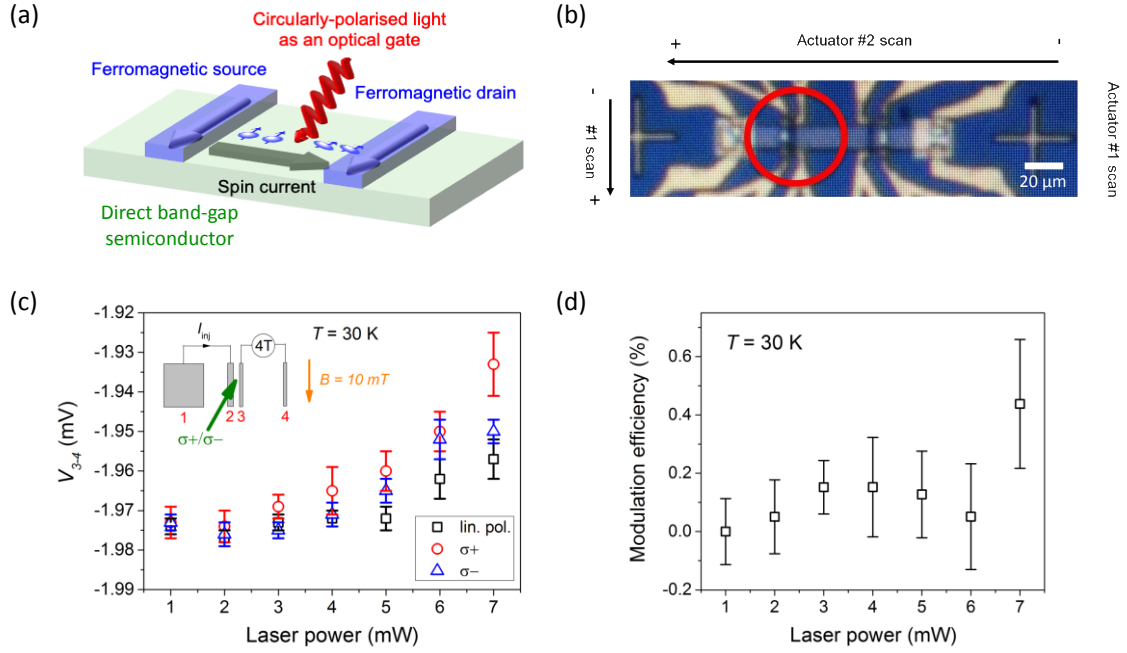 (a)
Circularly-polarised light
as an optical gate
Ferromagnetic source
Ferromagnetic drain
Spin current
Direct band-gap
semiconductor
(b)
+ Actuator #2 scan -
- #1 scan +
Actuator #1 scan
20 µm
(c)
-1.92
-1.93
-1.94
-1.95
-1.96
-1.97
-1.98
-1.99
V3-4 (mV)
Iinj
4T
T = 30 K
B = 10 mT
1 2 3 4
σ+/σ−
lin. pol.
σ+
σ−
1 2 3 4 5 6 7
Laser power (mW)
(d)
T = 30 K
0.6
0.4
0.2
0.0
-0.2
Modulation efficiency (%)
1 2 3 4 5 6 7
Laser power (mW)